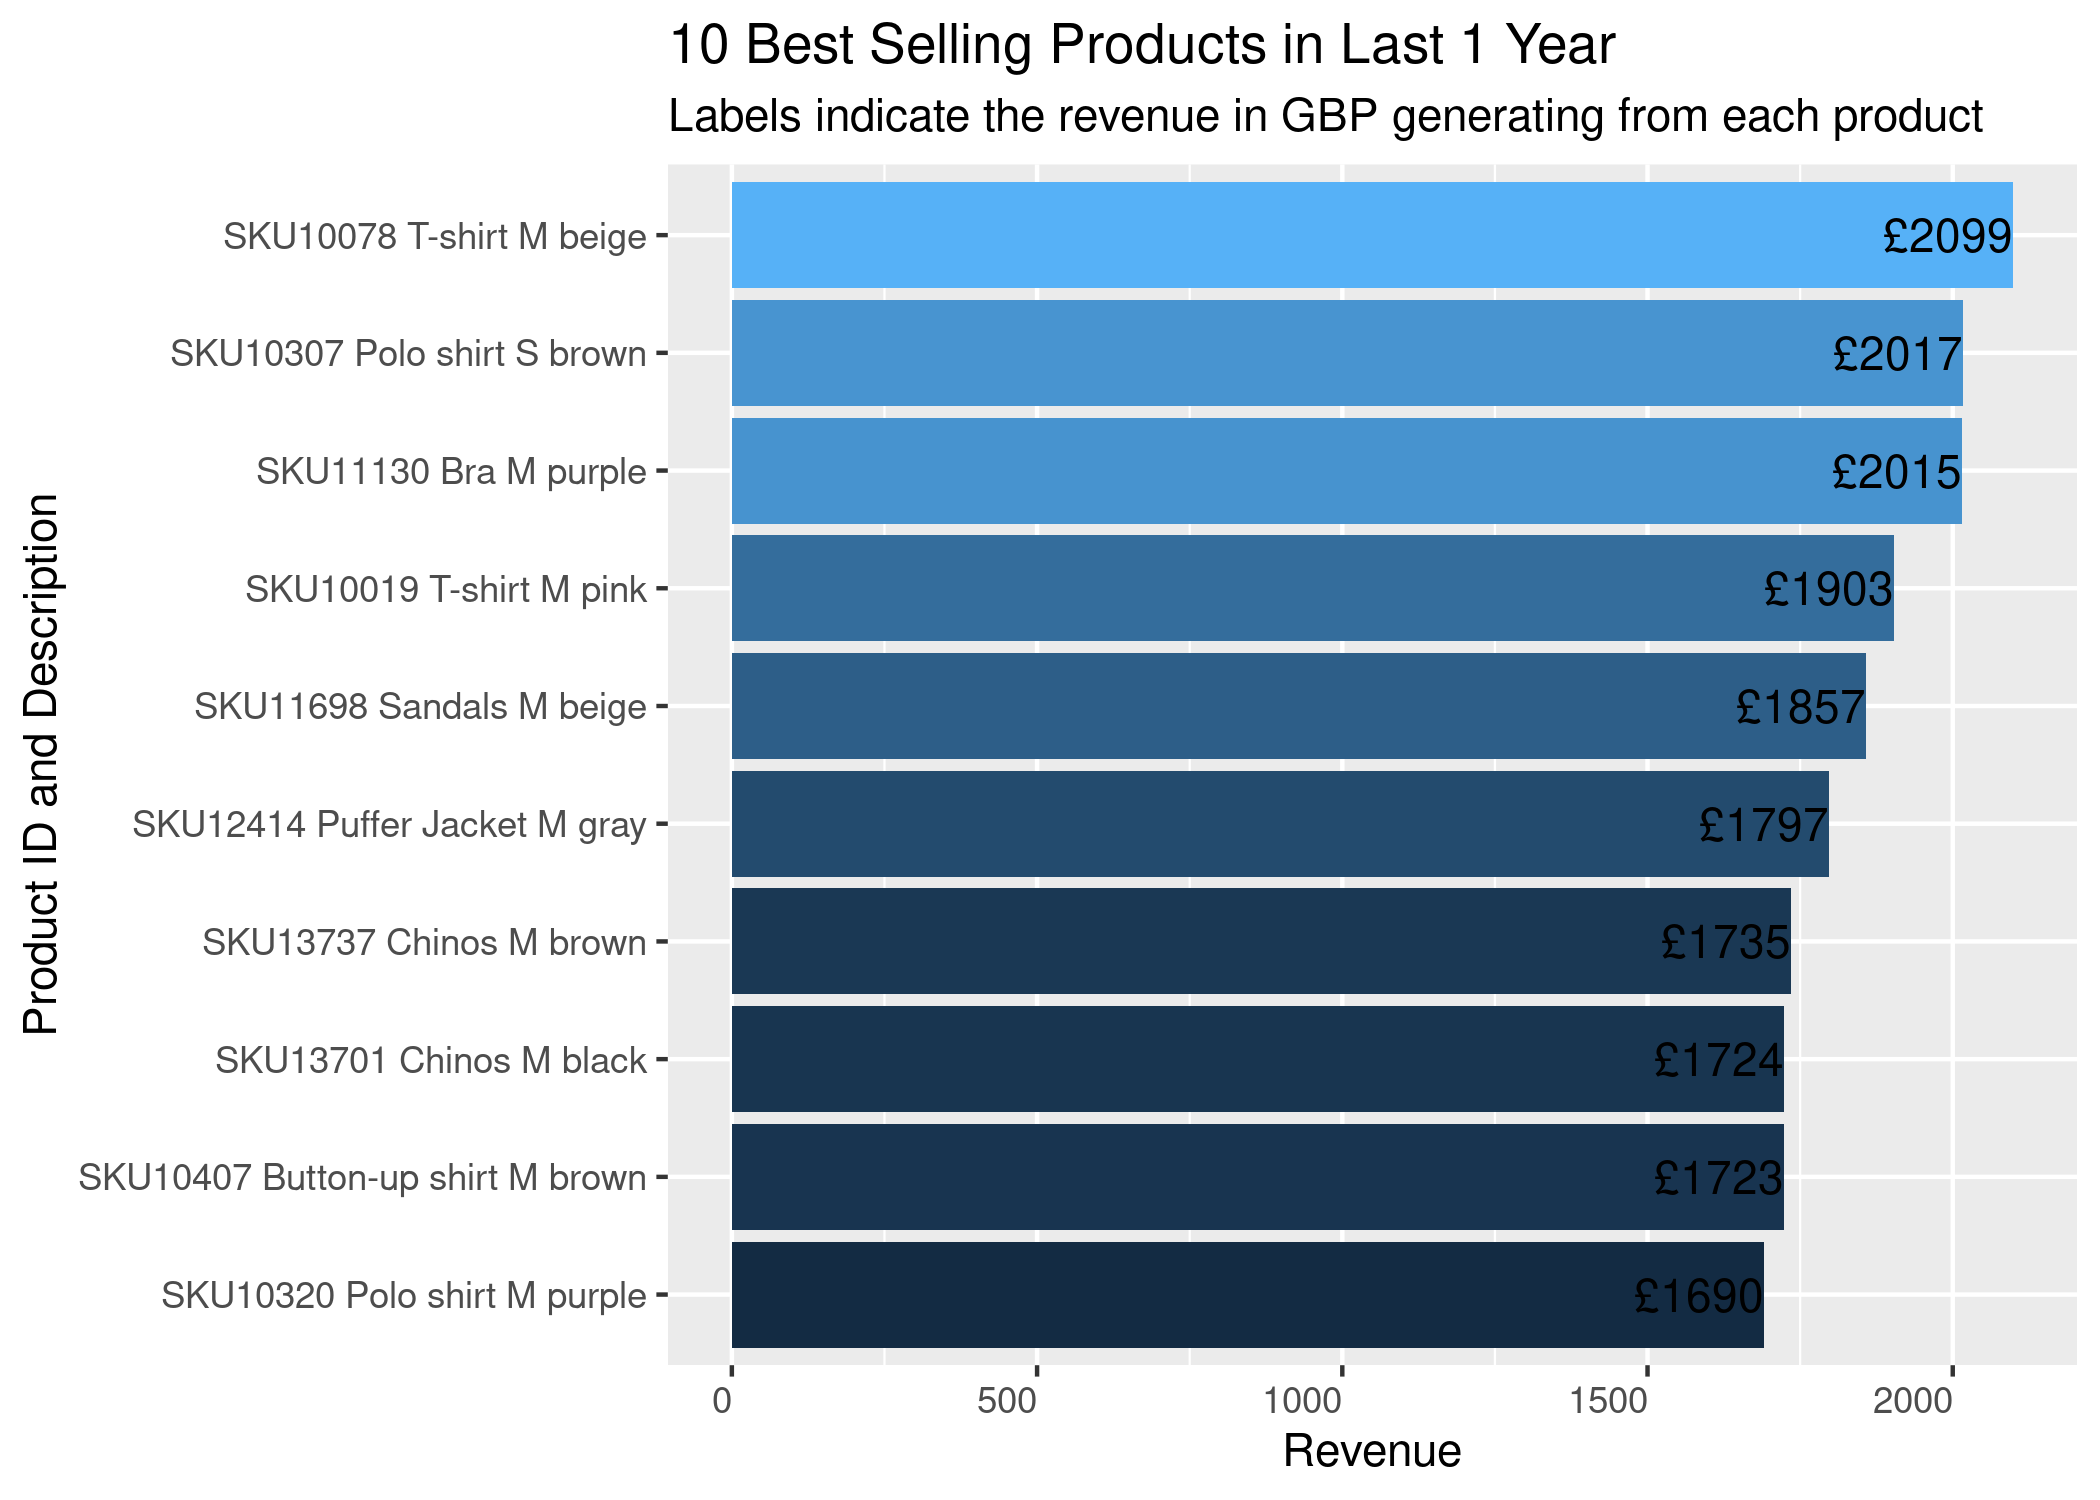 10 Best Selling Products in Last 1 Year
Labels indicate the revenue in GBP generating from each product
Product ID and Description
SKU10078 T-shirt M beige £2099
SKU10307 Polo shirt S brown £2017
SKU11130 Bra M purple £2015
SKU10019 T-shirt M pink £1903
SKU11698 Sandals M beige £1857
SKU12414 Puffer Jacket M gray £1797
SKU13737 Chinos M brown £1735
SKU13701 Chinos M black £1724
SKU10407 Button-up shirt M brown £1723
SKU10320 Polo shirt M purple £1690
0 500 1000 1500 2000
Revenue